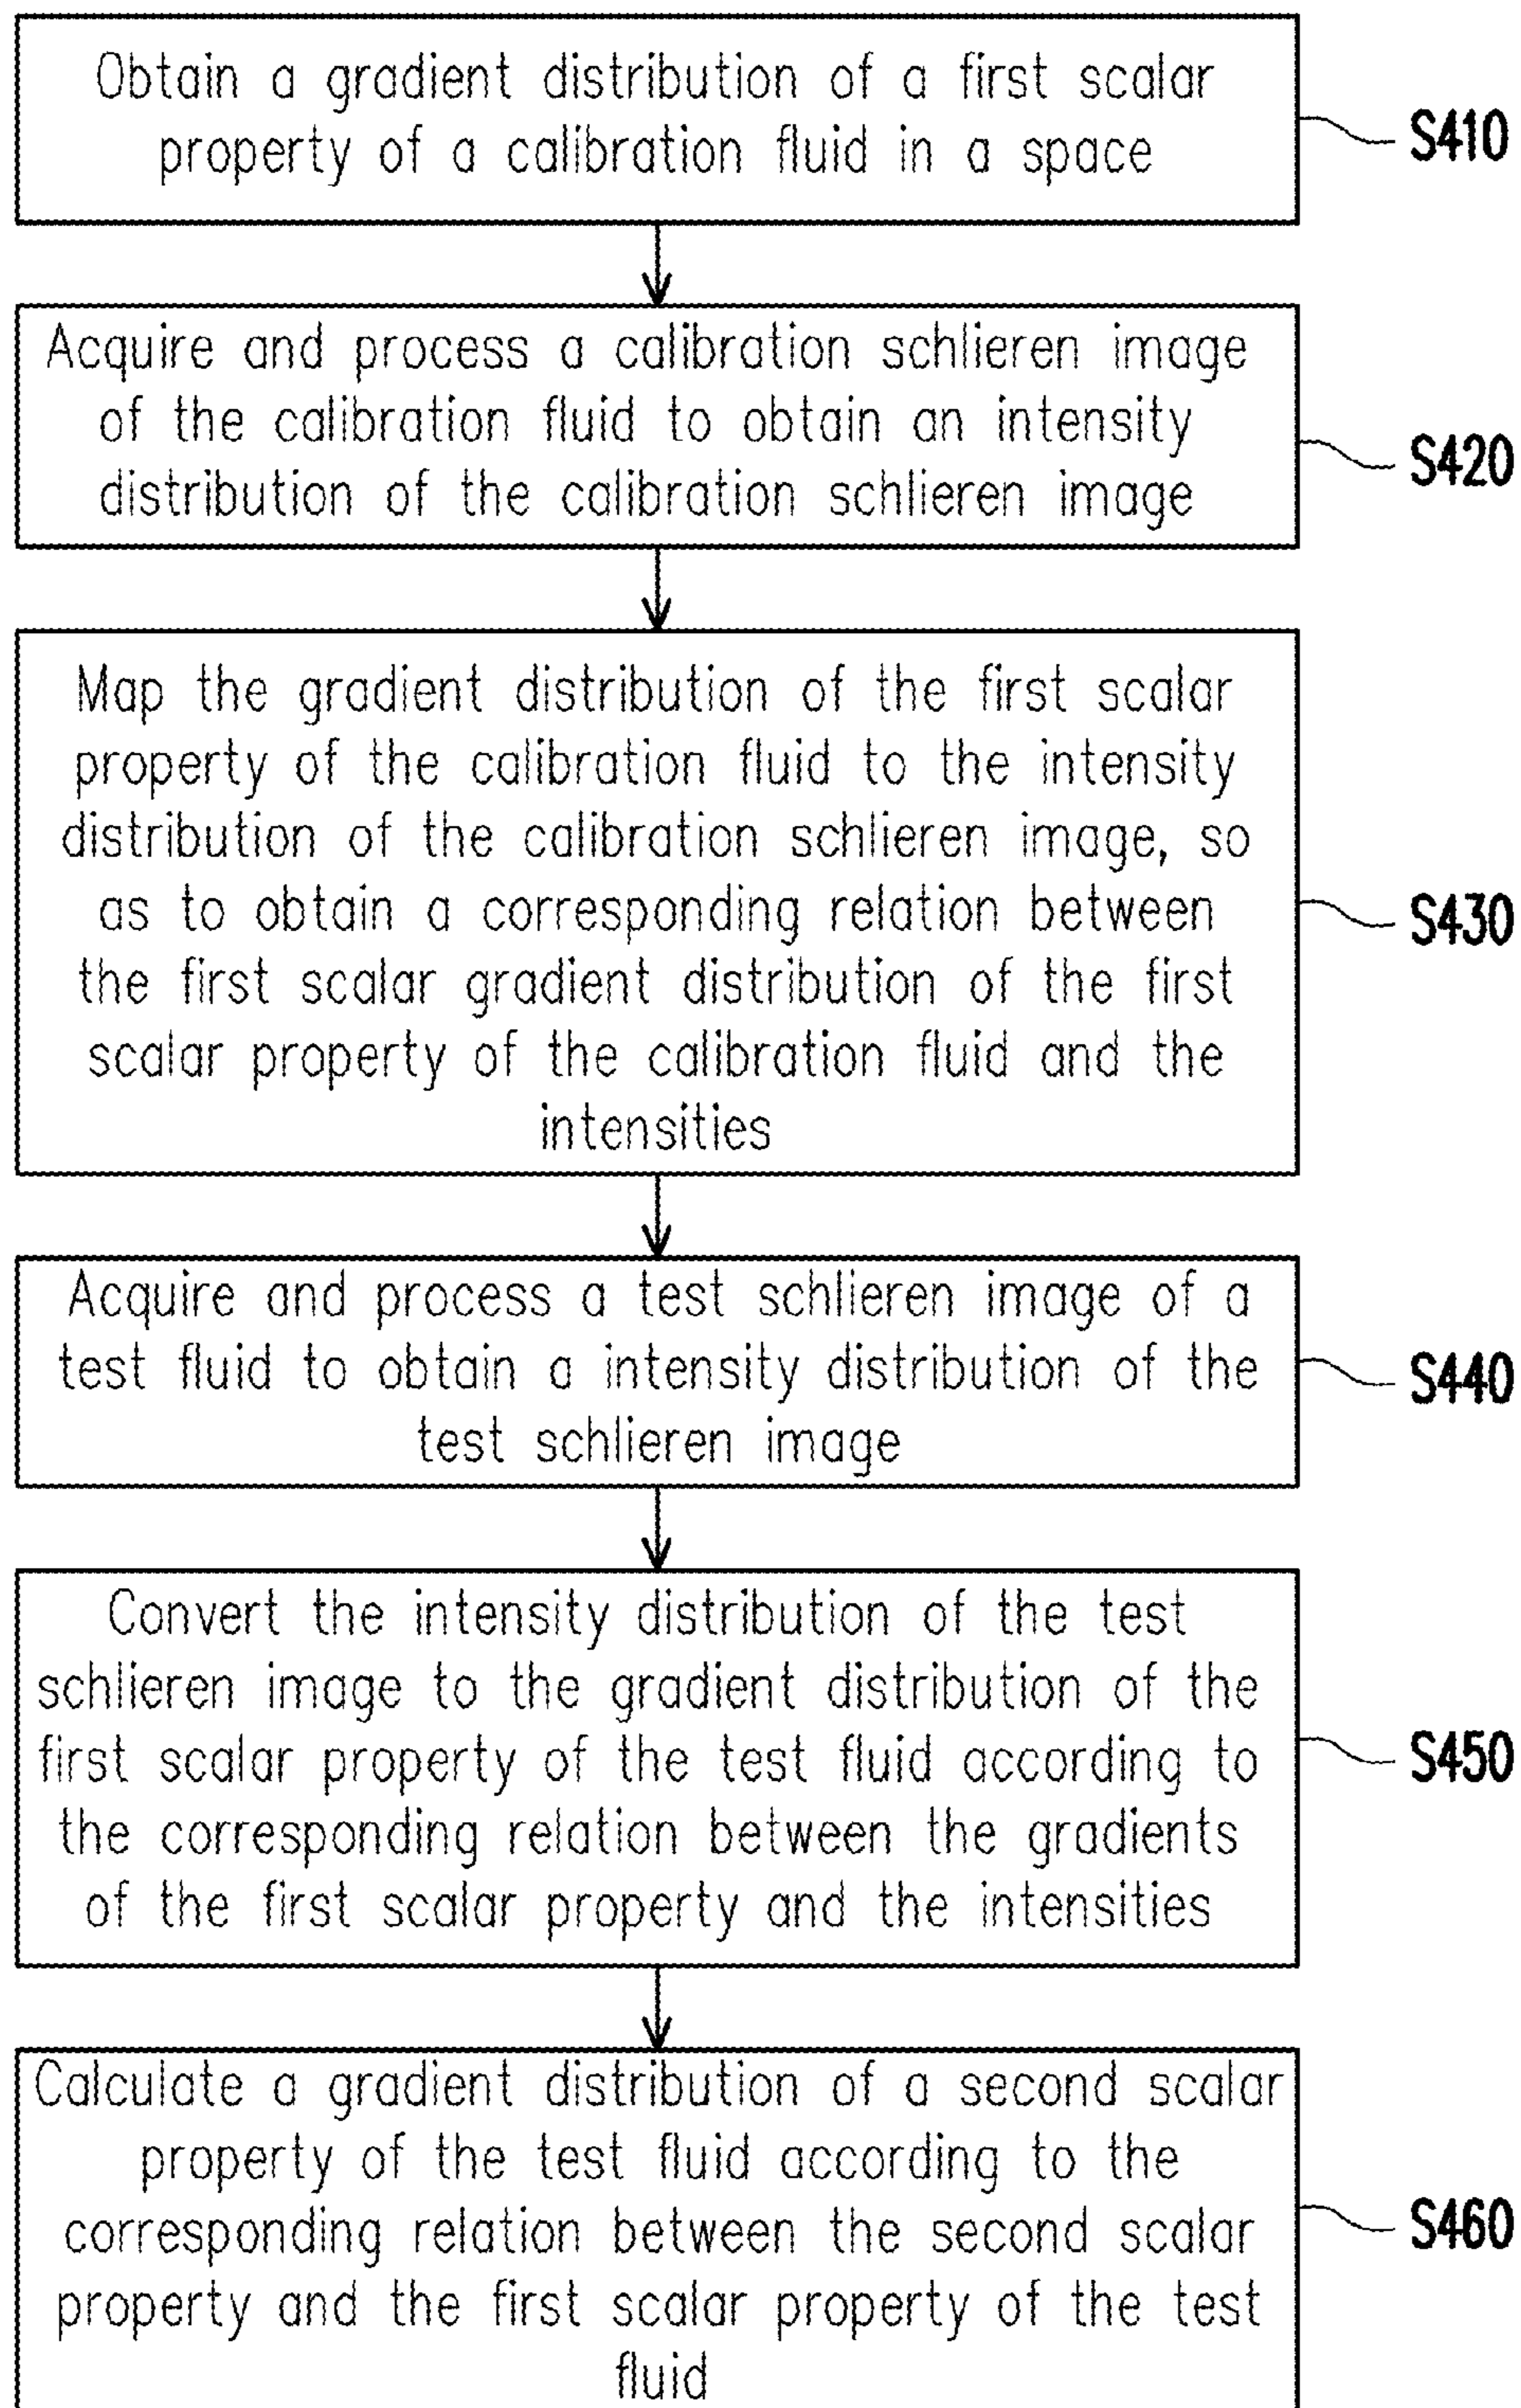 Obtain a gradient distribution of a first scalar
property of a calibration fluid in a space
S410
Acquire and process a calibration schlieren image
of the calibration fluid to obtain an intensity
distribution of the calibration schlieren image
S420
Map the gradient distribution of the first scalar
property of the calibration fluid to the intensity
distribution of the calibration schlieren image, so
as to obtain a corresponding relation between
the first scalar gradient distribution of the first
scalar property of the calibration fluid and the
intensities
S430
Acquire and process a test schlieren image of a
test fluid to obtain a intensity distribution of the
test schlieren image
S440
Convert the intensity distribution of the test
schlieren image to the gradient distribution of the
first scalar property of the test fluid according to
the corresponding relation between the gradients
of the first scalar property and the intensities
S450
Calculate a gradient distribution of a second scalar
property of the test fluid according to the
corresponding relation between the second scalar
property and the first scalar property of the test
fluid
S460